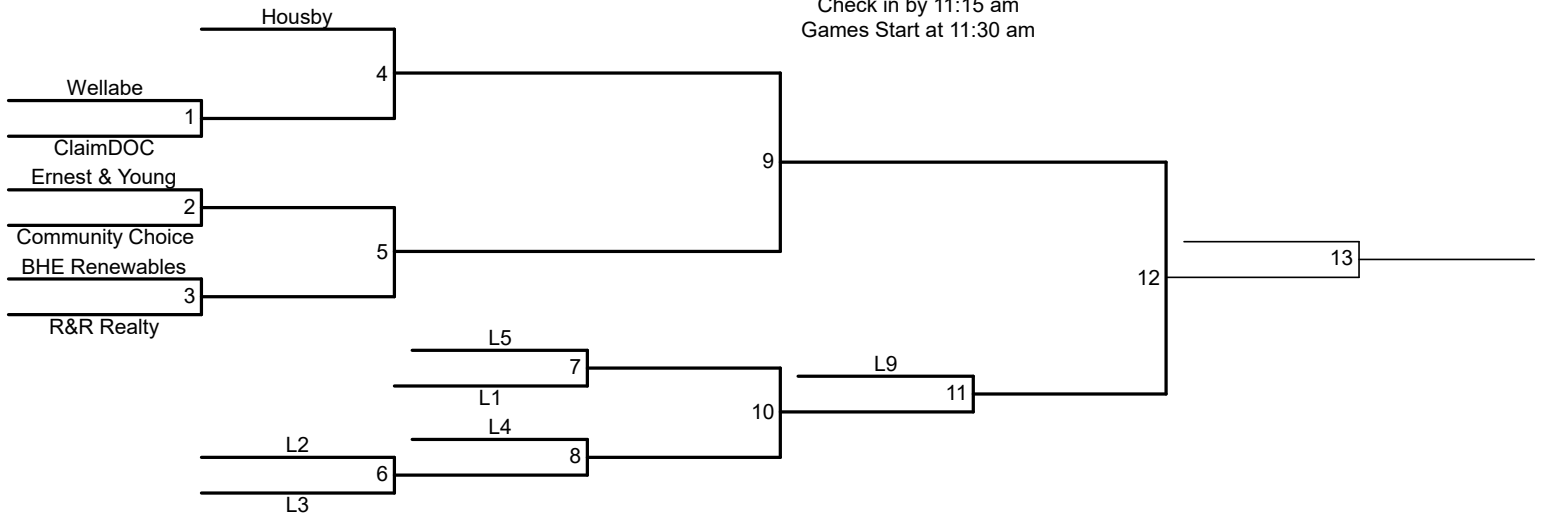 Check in by 11:15 am
Games Start at 11:30 am
Housby
4
Wellabe
1
ClaimDOC
Ernest & Young
2
Community Choice
BHE Renewables
3
R&R Realty
5
9
12
13
L5
7
L1
L4
8
L2
6
L3
10
L9
11